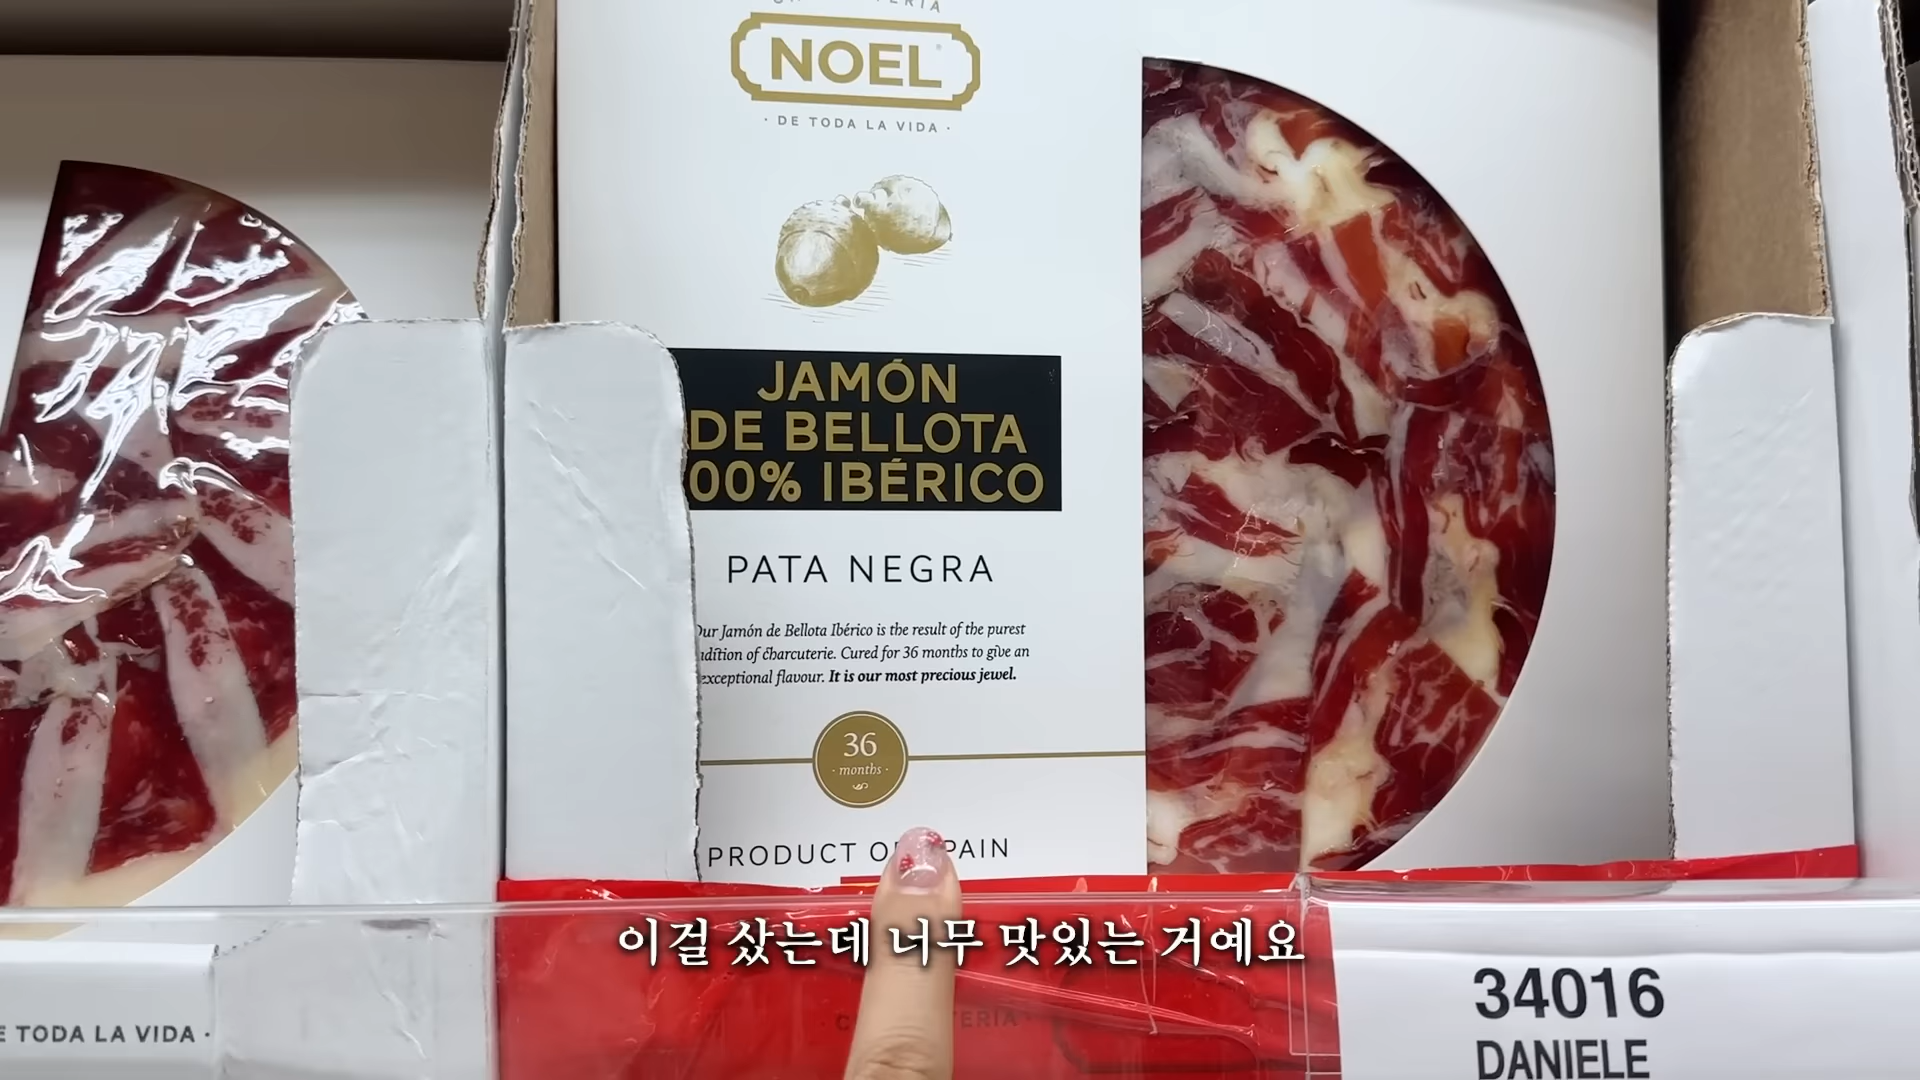 NOEL
· DE TODA LA VIDA ·
JAMÓN
DE BELLOTA
00% IBÉRICO
PATA NEGRA
Our Jamón de Bellota Ibérico is the result of the purest
of charcuterie. Cured for 36 months to give an
exceptional flavour. It is our most precious jewel.
36
· months ·
PRODUCT OF SPAIN
이걸 샀는데 너무 맛있는 거예요
TODA LA VIDA ·
34016
DANIELE